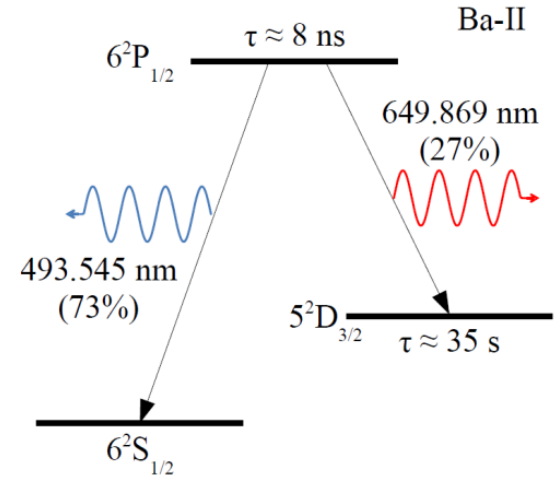 Ba-II
τ ≈ 8 ns
6²P₁/₂
649.869 nm
(27%)
493.545 nm
(73%)
5²D₃/₂
τ ≈ 35 s
6²S₁/₂